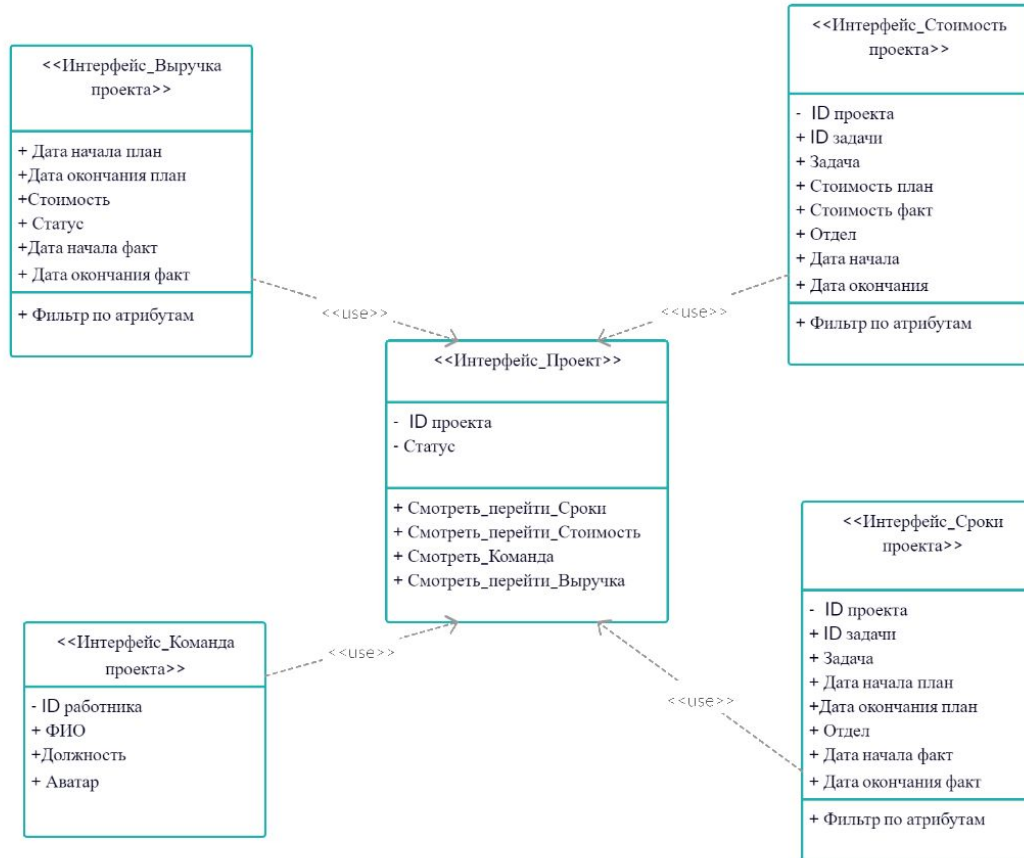 <<Интерфейс_Выручка
проекта>>
+ Дата начала план
+Дата окончания план
+Стоимость
+ Статус
+Дата начала факт
+ Дата окончания факт
+ Фильтр по атрибутам
<<Интерфейс_Стоимость
проекта>>
- ID проекта
+ ID задачи
+ Задача
+ Стоимость план
+ Стоимость факт
+ Отдел
+ Дата начала
+ Дата окончания
+ Фильтр по атрибутам
<<use>>
<<use>>
<<Интерфейс_Проект>>
- ID проекта
- Статус
+ Смотреть_перейти_Сроки
+ Смотреть_перейти_Стоимость
+ Смотреть_Команда
+ Смотреть_перейти_Выручка
<<Интерфейс_Команда
проекта>>
- ID работника
+ ФИО
+Должность
+ Аватар
<<use>>
<<use>>
<<Интерфейс_Сроки
проекта>>
- ID проекта
+ ID задачи
+ Задача
+ Дата начала план
+Дата окончания план
+ Отдел
+ Дата начала факт
+ Дата окончания факт
+ Фильтр по атрибутам